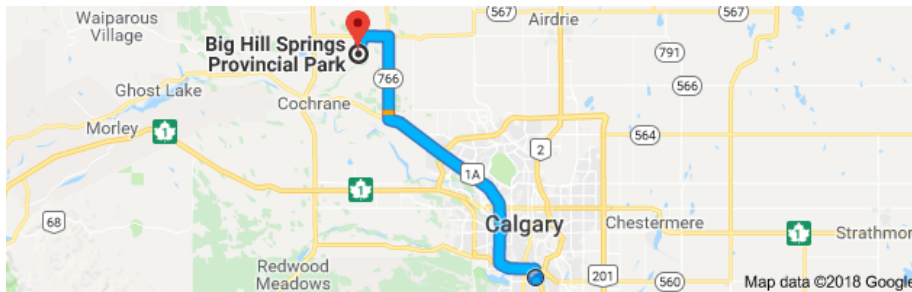 Waiparous
Village
567
Airdrie
567
Big Hill Springs
Provincial Park
766
791
566
Ghost Lake
Cochrane
Morley
1
564
2
1A
1
68
Calgary
Chestermere
1
Strathmor
Redwood
Meadows
201
560
Map data ©2018 Google